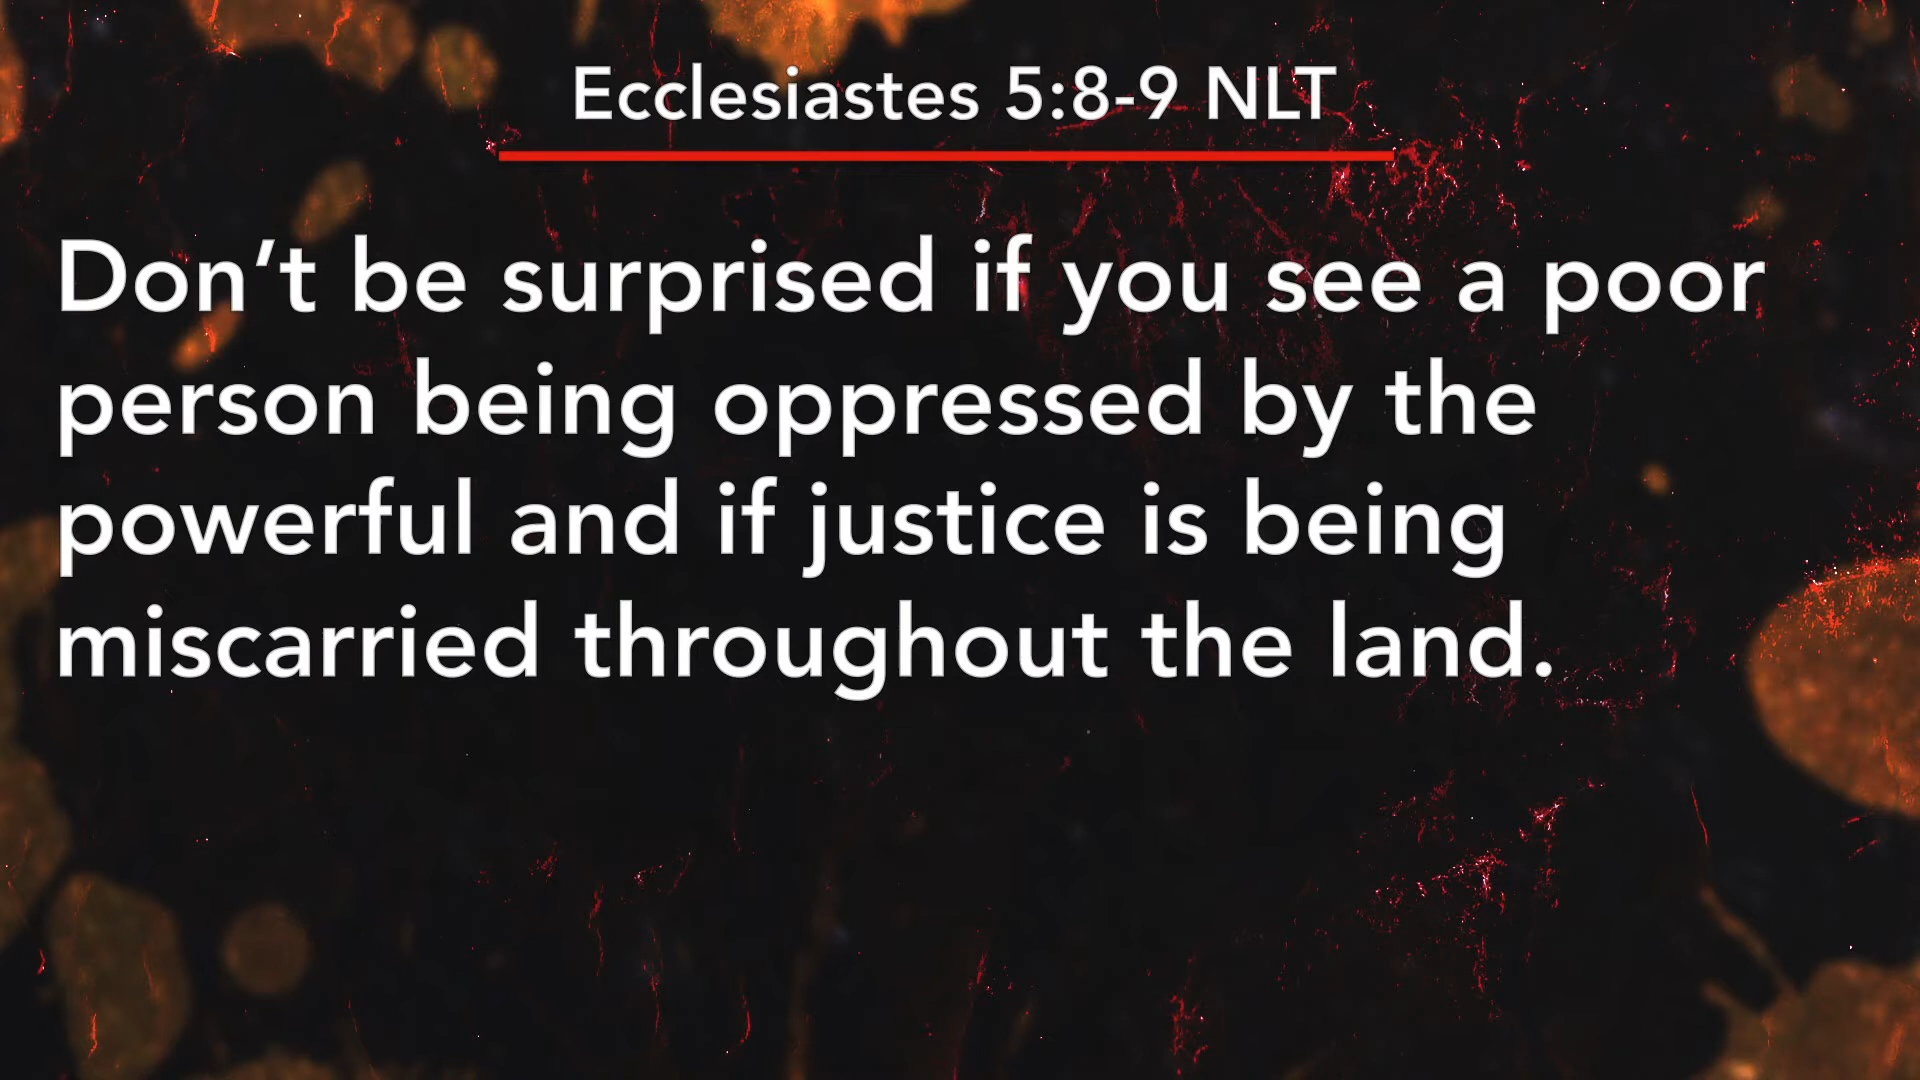 Ecclesiastes 5:8-9 NLT
Don’t be surprised if you see a poor
person being oppressed by the
powerful and if justice is being
miscarried throughout the land.